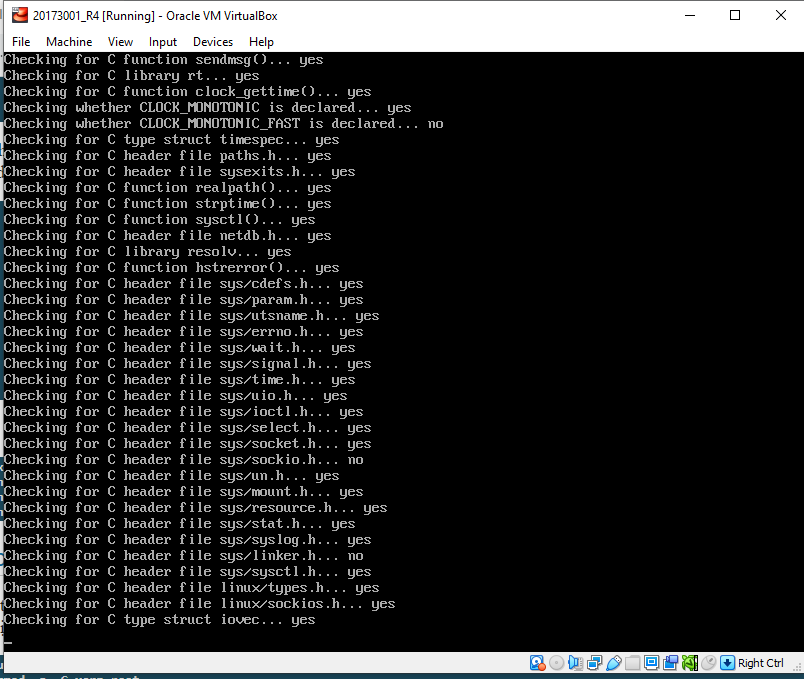 20173001_R4 [Running] - Oracle VM VirtualBox
File Machine View Input Devices Help
Checking for C function sendmsg()... yes
Checking for C library rt... yes
Checking for C function clock_gettime()... yes
Checking whether CLOCK_MONOTONIC is declared... yes
Checking whether CLOCK_MONOTONIC_FAST is declared... no
Checking for C type struct timespec... yes
Checking for C header file paths.h... yes
Checking for C header file sysexits.h... yes
Checking for C function realpath()... yes
Checking for C function strptime()... yes
Checking for C function sysctl()... yes
Checking for C header file netdb.h... yes
Checking for C library resolv... yes
Checking for C function hstrerror()... yes
Checking for C header file sys/cdefs.h... yes
Checking for C header file sys/param.h... yes
Checking for C header file sys/utsname.h... yes
Checking for C header file sys/errno.h... yes
Checking for C header file sys/wait.h... yes
Checking for C header file sys/signal.h... yes
Checking for C header file sys/time.h... yes
Checking for C header file sys/uio.h... yes
Checking for C header file sys/ioctl.h... yes
Checking for C header file sys/select.h... yes
Checking for C header file sys/socket.h... yes
Checking for C header file sys/sockio.h... no
Checking for C header file sys/un.h... yes
Checking for C header file sys/mount.h... yes
Checking for C header file sys/resource.h... yes
Checking for C header file sys/stat.h... yes
Checking for C header file sys/syslog.h... yes
Checking for C header file sys/linker.h... no
Checking for C header file sys/sysctl.h... yes
Checking for C header file linux/types.h... yes
Checking for C header file linux/sockios.h... yes
Checking for C type struct iovec... yes
_
Right Ctrl